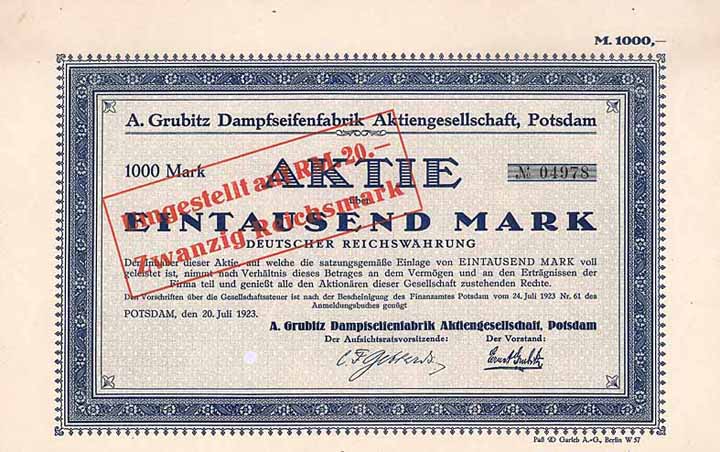 M. 1000,—
A. Grubitz Dampfseifenfabrik Aktiengesellschaft, Potsdam
1000 Mark
AKTIE
№ 04978
über
EINTAUSEND MARK
DEUTSCHER REICHSWÄHRUNG
umgestellt auf RM. 20.—
Zwanzig Reichsmark
Der Inhaber dieser Aktie, auf welche die satzungsgemäße Einlage von EINTAUSEND MARK voll
geleistet ist, nimmt nach Verhältnis dieses Betrages an dem Vermögen und an den Erträgnissen der
Firma teil und genießt alle den Aktionären dieser Gesellschaft zustehenden Rechte.
Den Vorschriften über die Gesellschaftssteuer ist nach der Bescheinigung des Finanzamtes Potsdam vom 24. Juli 1923 Nr. 61 des
Anmeldungsbuches genügt
POTSDAM, den 20. Juli 1923.
A. Grubitz Dampfseifenfabrik Aktiengesellschaft, Potsdam
Der Aufsichtsratsvorsitzende:
Der Vorstand:
Ernst Grubitz
Paß & Garleb A.-G., Berlin W 57